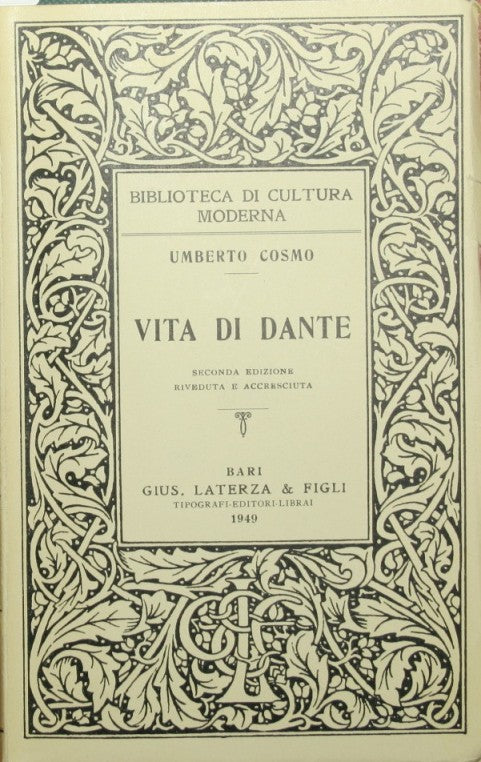 BIBLIOTECA DI CULTURA
MODERNA
UMBERTO COSMO
VITA DI DANTE
SECONDA EDIZIONE
RIVEDUTA E ACCRESCIUTA
BARI
GIUS. LATERZA & FIGLI
TIPOGRAFI-EDITORI-LIBRAI
1949